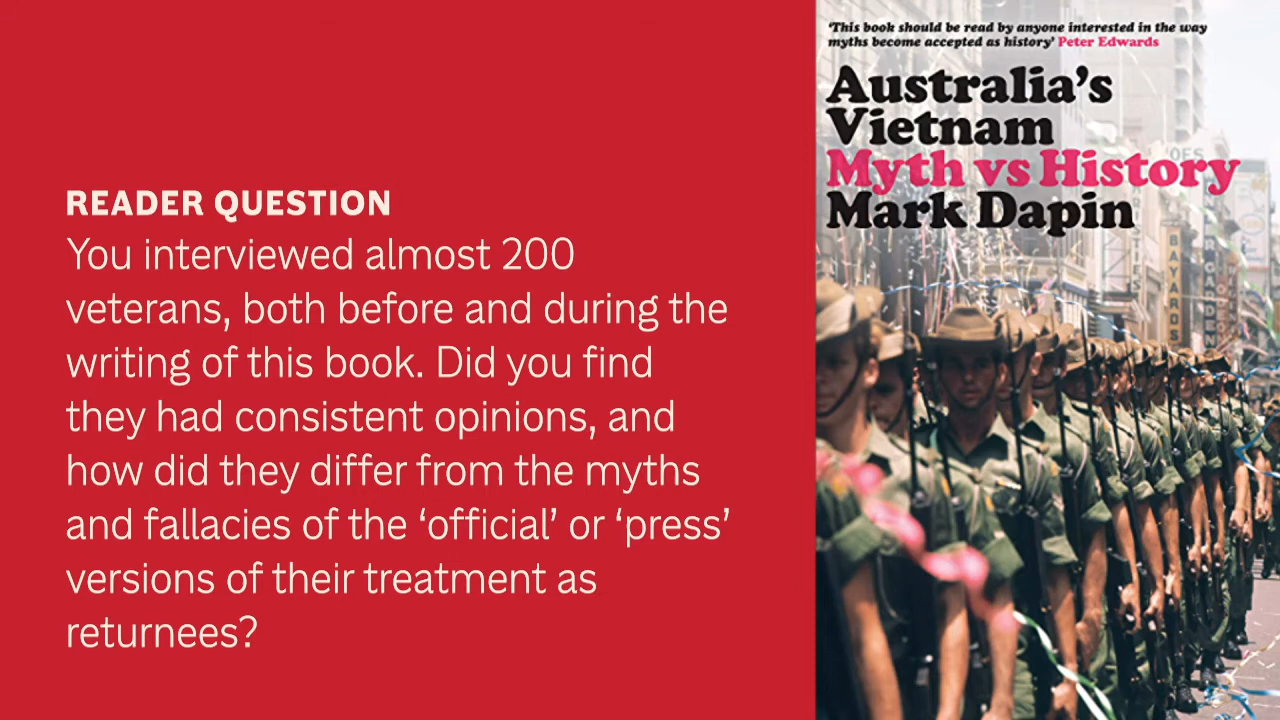 READER QUESTION
You interviewed almost 200
veterans, both before and during the
writing of this book. Did you find
they had consistent opinions, and
how did they differ from the myths
and fallacies of the ‘official’ or ‘press’
versions of their treatment as
returnees?
‘This book should be read by anyone interested in the way
myths become accepted as history’ Peter Edwards
Australia’s
Vietnam
Myth vs History
Mark Dapin
BAYARDS